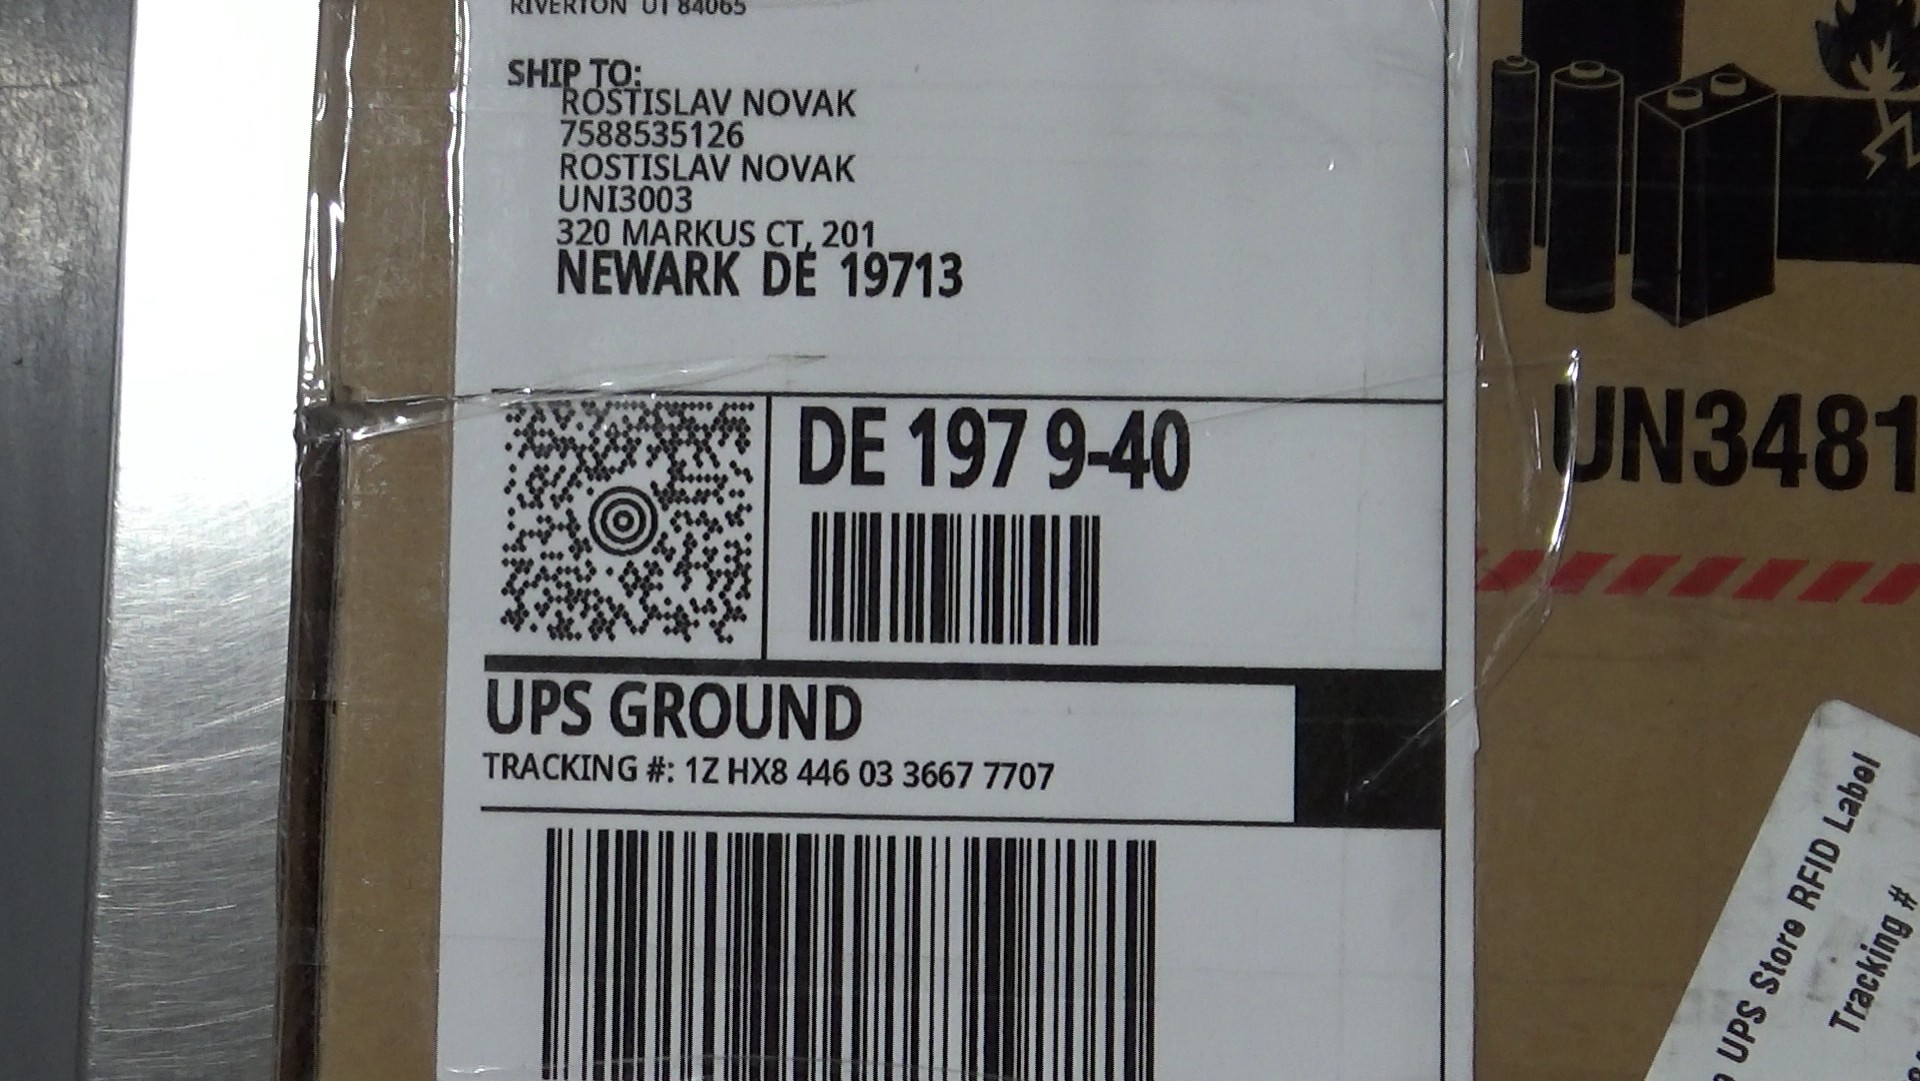 RIVERTON UT 84065
SHIP TO:
ROSTISLAV NOVAK
7588535126
ROSTISLAV NOVAK
UNI3003
320 MARKUS CT, 201
NEWARK DE 19713
DE 197 9-40
UPS GROUND
TRACKING #: 1Z HX8 446 03 3667 7707
UN3481
UPS Store RFID Label
Tracking #